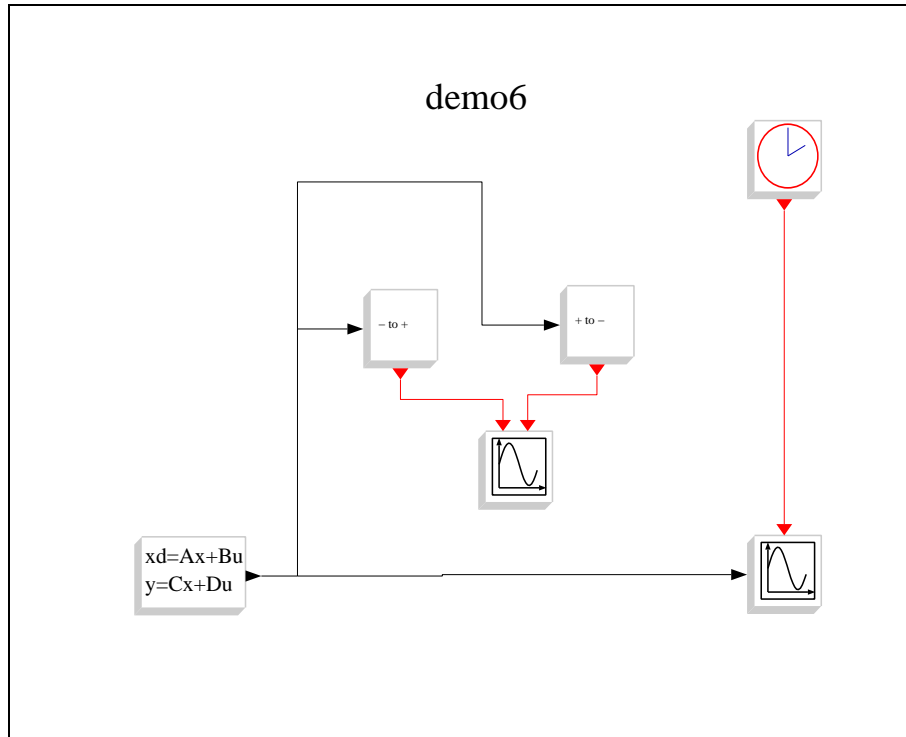 demo6
− to +
+ to −
xd=Ax+Bu
y=Cx+Du